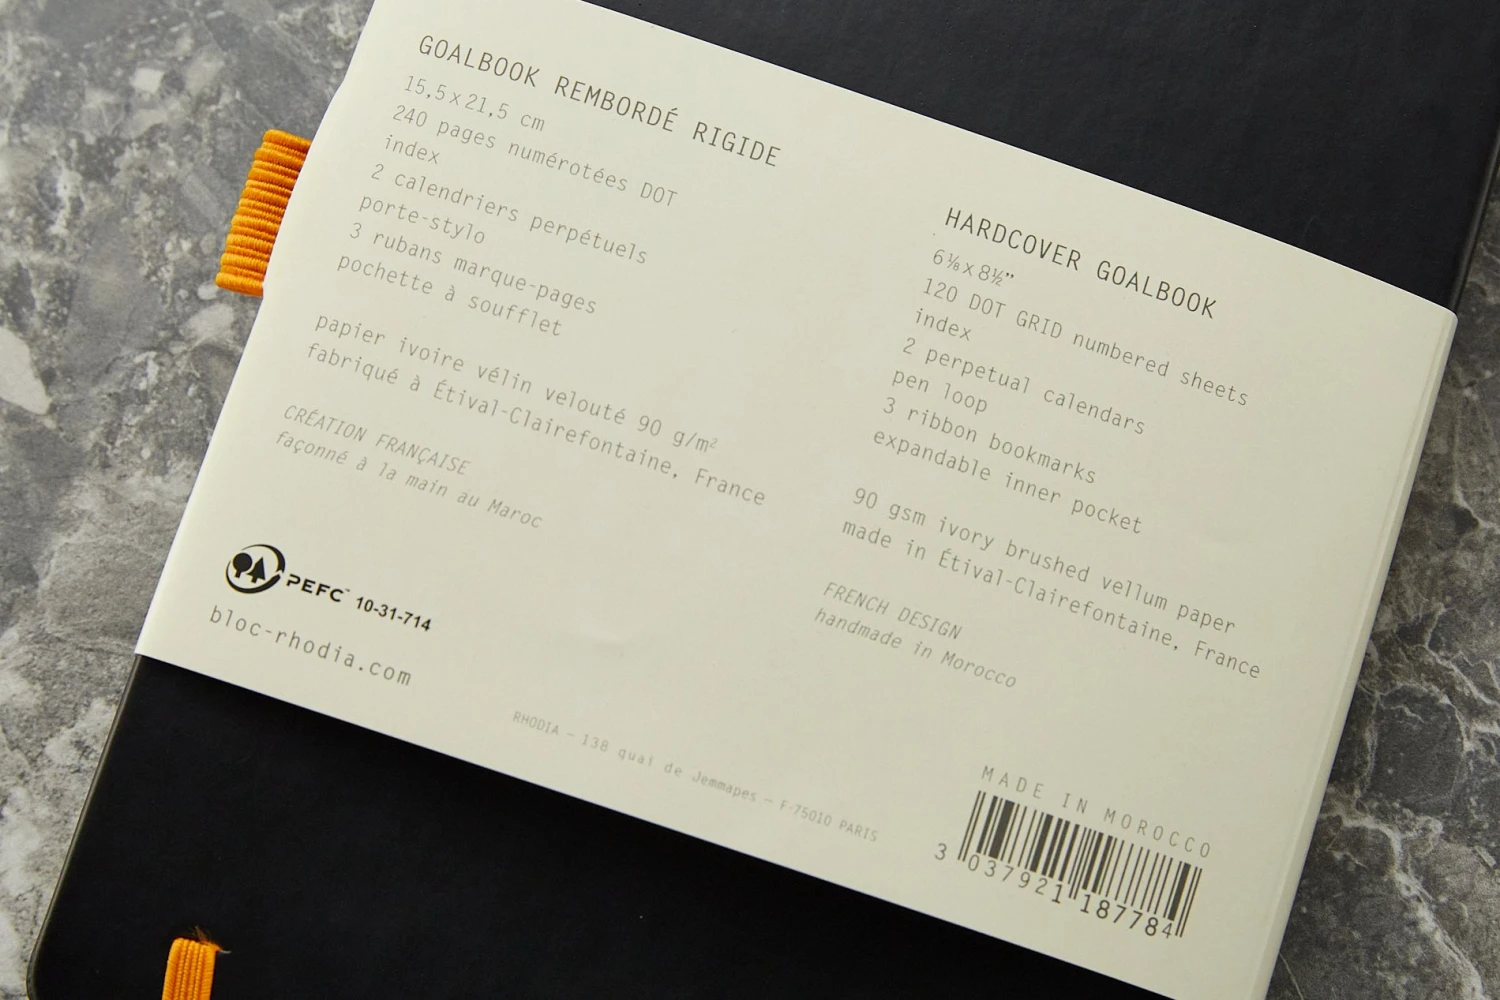 GOALBOOK REMBORDÉ RIGIDE
15,5 x 21,5 cm
240 pages numérotées DOT
index
2 calendriers perpétuels
porte-stylo
3 rubans marque-pages
pochette à soufflet
papier ivoire vélin velouté 90 g/m²
fabriqué à Étival-Clairefontaine, France
CRÉATION FRANÇAISE
façonné à la main au Maroc
PEFC™ 10-31-714
bloc-rhodia.com
HARDCOVER GOALBOOK
6⅛ x 8½”
120 DOT GRID numbered sheets
index
2 perpetual calendars
pen loop
3 ribbon bookmarks
expandable inner pocket
90 gsm ivory brushed vellum paper
made in Étival-Clairefontaine, France
FRENCH DESIGN
handmade in Morocco
RHODIA – 138 quai de Jemmapes – F-75010 PARIS
MADE IN MOROCCO
3 037921 187784